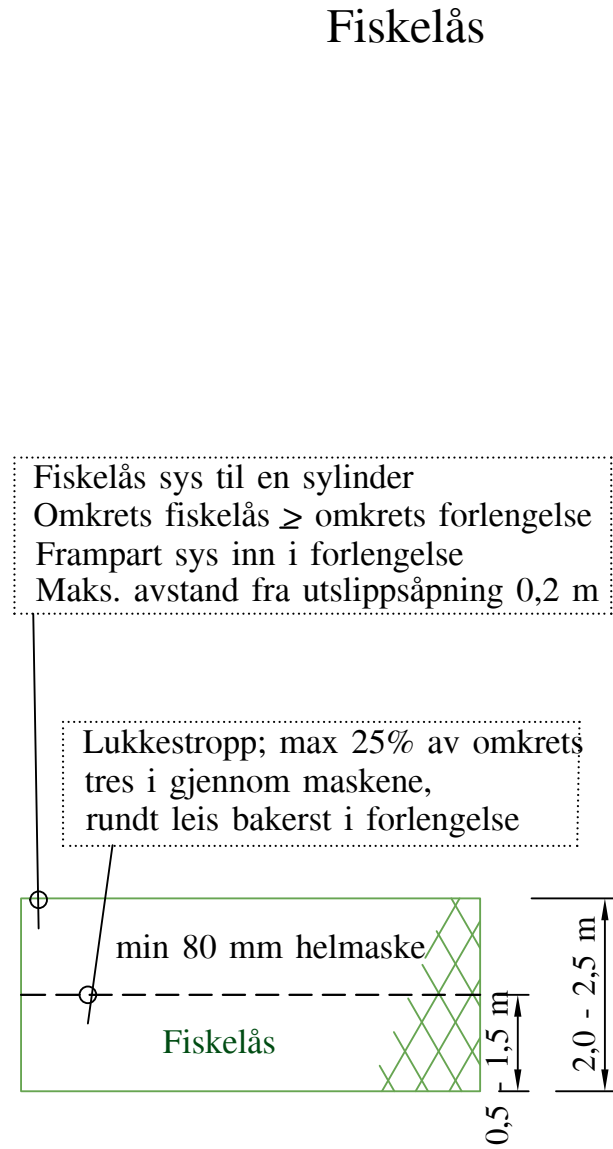 Fiskelås
Fiskelås sys til en sylinder
Omkrets fiskelås ≥ omkrets forlengelse
Frampart sys inn i forlengelse
Maks. avstand fra utslippsåpning 0,2 m
Lukkestropp; max 25% av omkrets
tres i gjennom maskene,
rundt leis bakerst i forlengelse
min 80 mm helmaske
Fiskelås
0,5 - 1,5 m
2,0 - 2,5 m